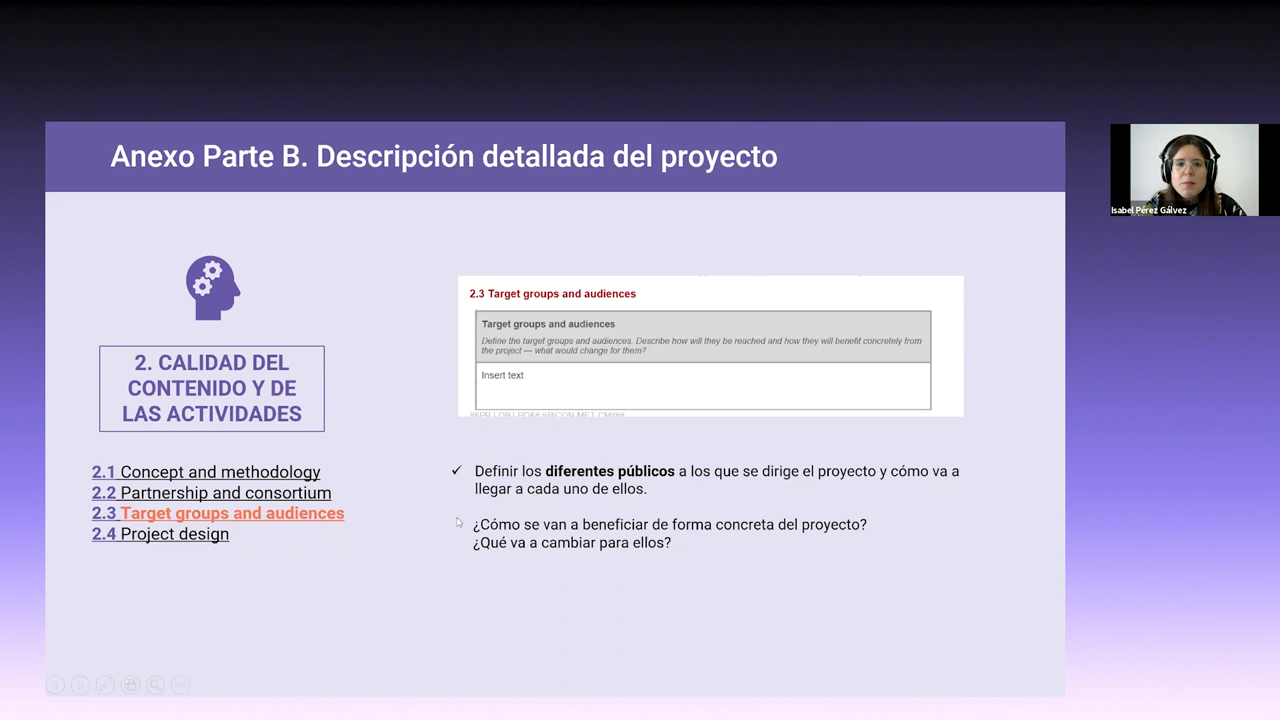 Anexo Parte B. Descripción detallada del proyecto
Isabel Pérez Gálvez
2. CALIDAD DEL
CONTENIDO Y DE
LAS ACTIVIDADES
2.1 Concept and methodology
2.2 Partnership and consortium
2.3 Target groups and audiences
2.4 Project design
2.3 Target groups and audiences
Target groups and audiences
Define the target groups and audiences. Describe how will they be reached and how they will benefit concretely from
the project — what would change for them?
Insert text
✓ Definir los diferentes públicos a los que se dirige el proyecto y cómo va a
llegar a cada uno de ellos.
¿Cómo se van a beneficiar de forma concreta del proyecto?
¿Qué va a cambiar para ellos?